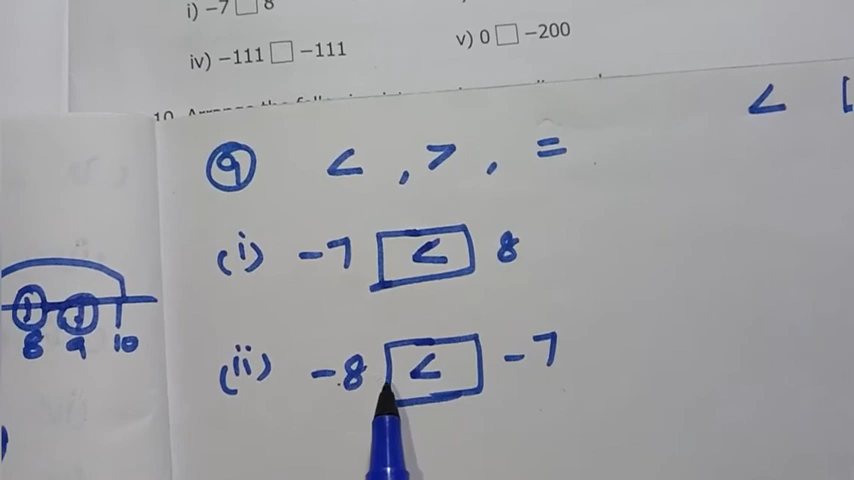 i) −7 □ 8
iv) −111 □ −111
v) 0 □ −200
<
9 < , > , =
(i) -7 < 8
(ii) -8 < -7
8 9 10